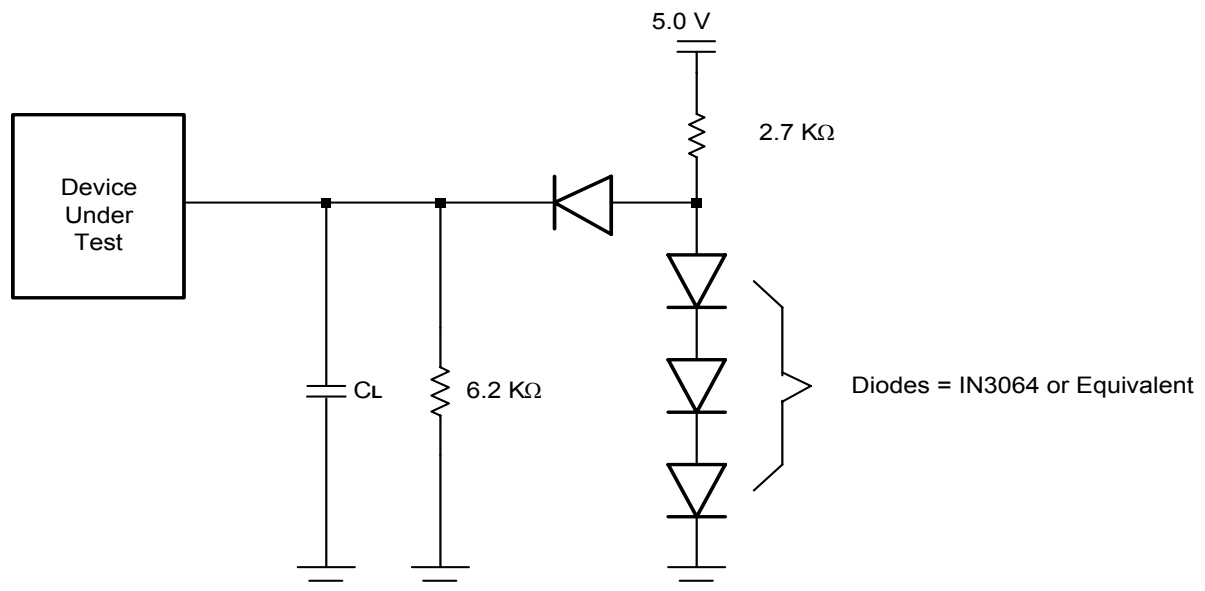 5.0 V
2.7 KΩ
Device
Under
Test
CL
6.2 KΩ
Diodes = IN3064 or Equivalent